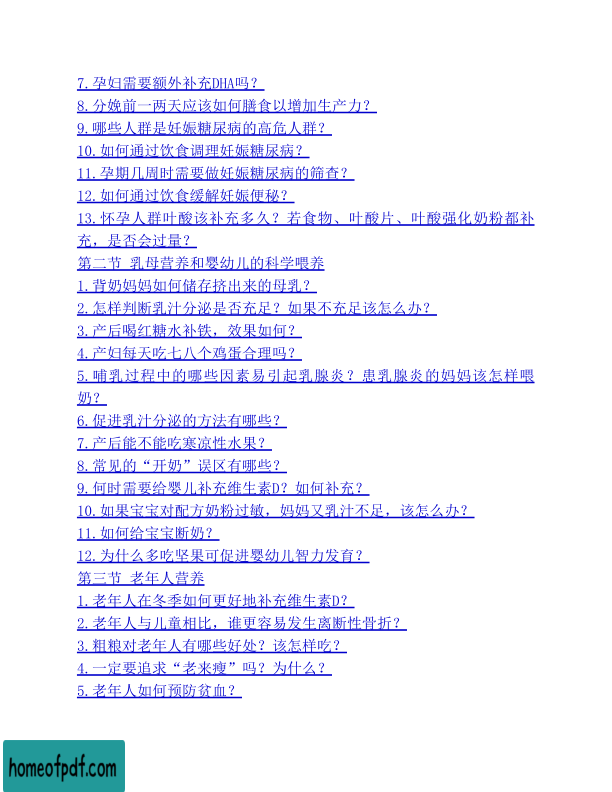 7.孕妇需要额外补充DHA吗？
8.分娩前一两天应该如何膳食以增加生产力？
9.哪些人群是妊娠糖尿病的高危人群？
10.如何通过饮食调理妊娠糖尿病？
11.孕期几周时需要做妊娠糖尿病的筛查？
12.如何通过饮食缓解妊娠便秘？
13.怀孕人群叶酸该补充多久？若食物、叶酸片、叶酸强化奶粉都补
充，是否会过量？
第二节 乳母营养和婴幼儿的科学喂养
1.背奶妈妈如何储存挤出来的母乳？
2.怎样判断乳汁分泌是否充足？如果不充足该怎么办？
3.产后喝红糖水补铁，效果如何？
4.产妇每天吃七八个鸡蛋合理吗？
5.哺乳过程中的哪些因素易引起乳腺炎？患乳腺炎的妈妈该怎样喂
奶？
6.促进乳汁分泌的方法有哪些？
7.产后能不能吃寒凉性水果？
8.常见的“开奶”误区有哪些？
9.何时需要给婴儿补充维生素D？如何补充？
10.如果宝宝对配方奶粉过敏，妈妈又乳汁不足，该怎么办？
11.如何给宝宝断奶？
12.为什么多吃坚果可促进婴幼儿智力发育？
第三节 老年人营养
1.老年人在冬季如何更好地补充维生素D？
2.老年人与儿童相比，谁更容易发生离断性骨折？
3.粗粮对老年人有哪些好处？该怎样吃？
4.一定要追求“老来瘦”吗？为什么？
5.老年人如何预防贫血？
homeofpdf.com